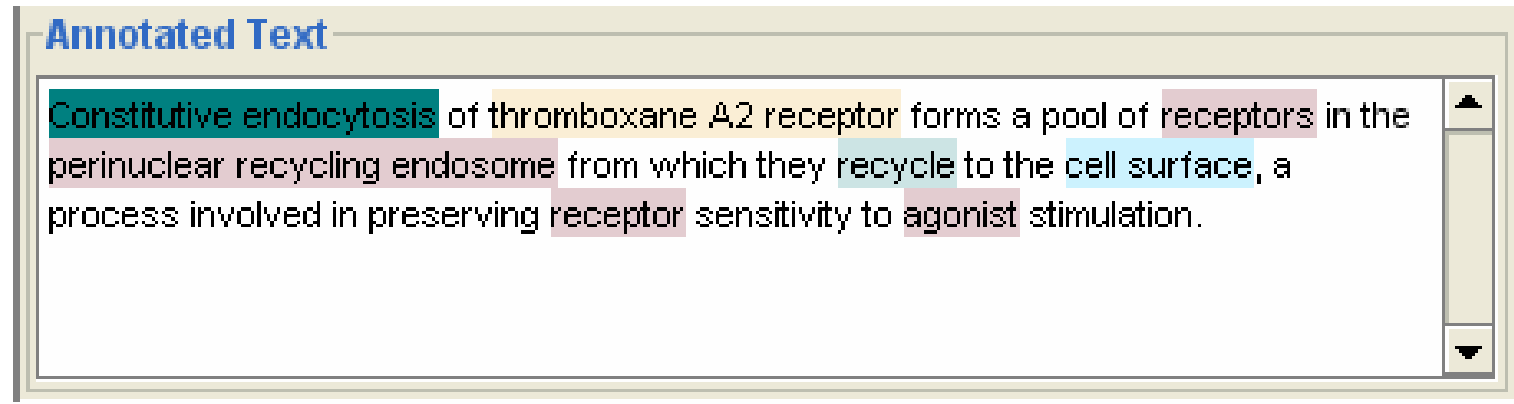 Annotated Text
Constitutive endocytosis of thromboxane A2 receptor forms a pool of receptors in the
perinuclear recycling endosome from which they recycle to the cell surface, a
process involved in preserving receptor sensitivity to agonist stimulation.